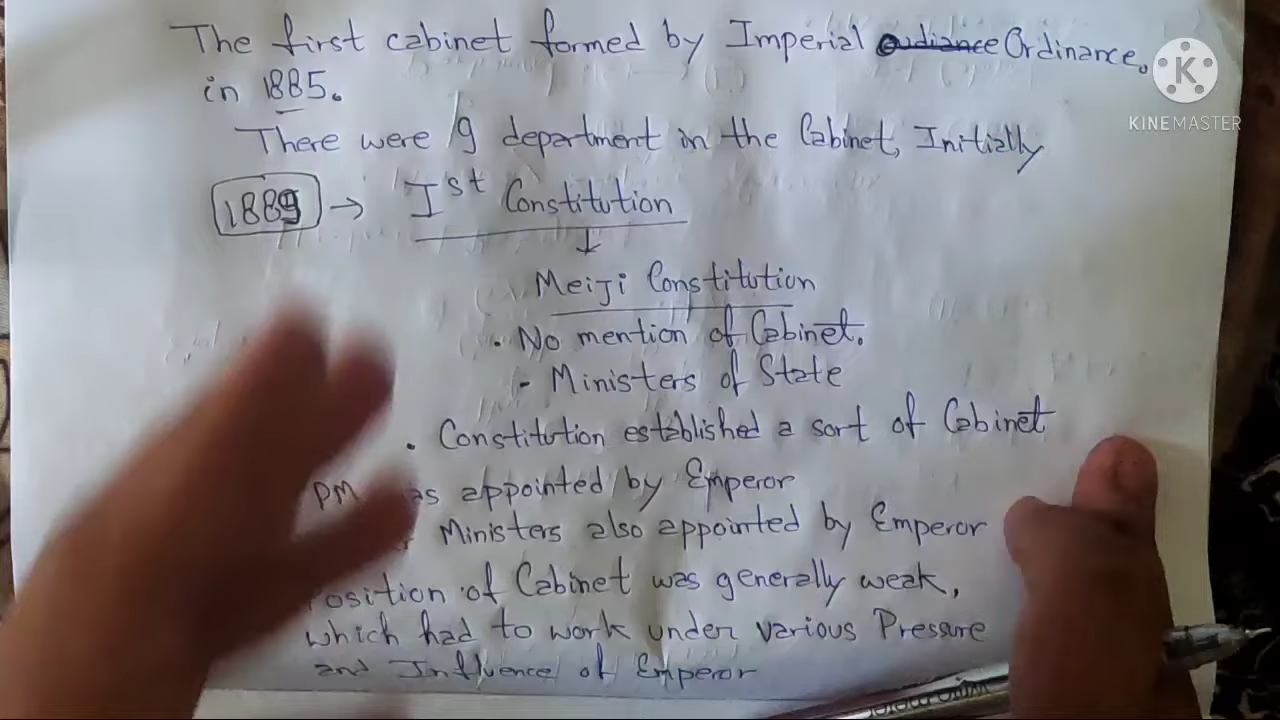 The first cabinet formed by Imperial audiance Ordinance.
in 1885.
There were 9 department in the Cabinet, Initially
1889 → Ist Constitution
↓
Meiji Constitution
· No mention of Cabinet.
- Ministers of State
· Constitution established a sort of Cabinet
PM as appointed by Emperor
Ministers also appointed by Emperor
Position of Cabinet was generally weak,
which had to work under various Pressure
and Influence of Emperor
K
KINEMASTER